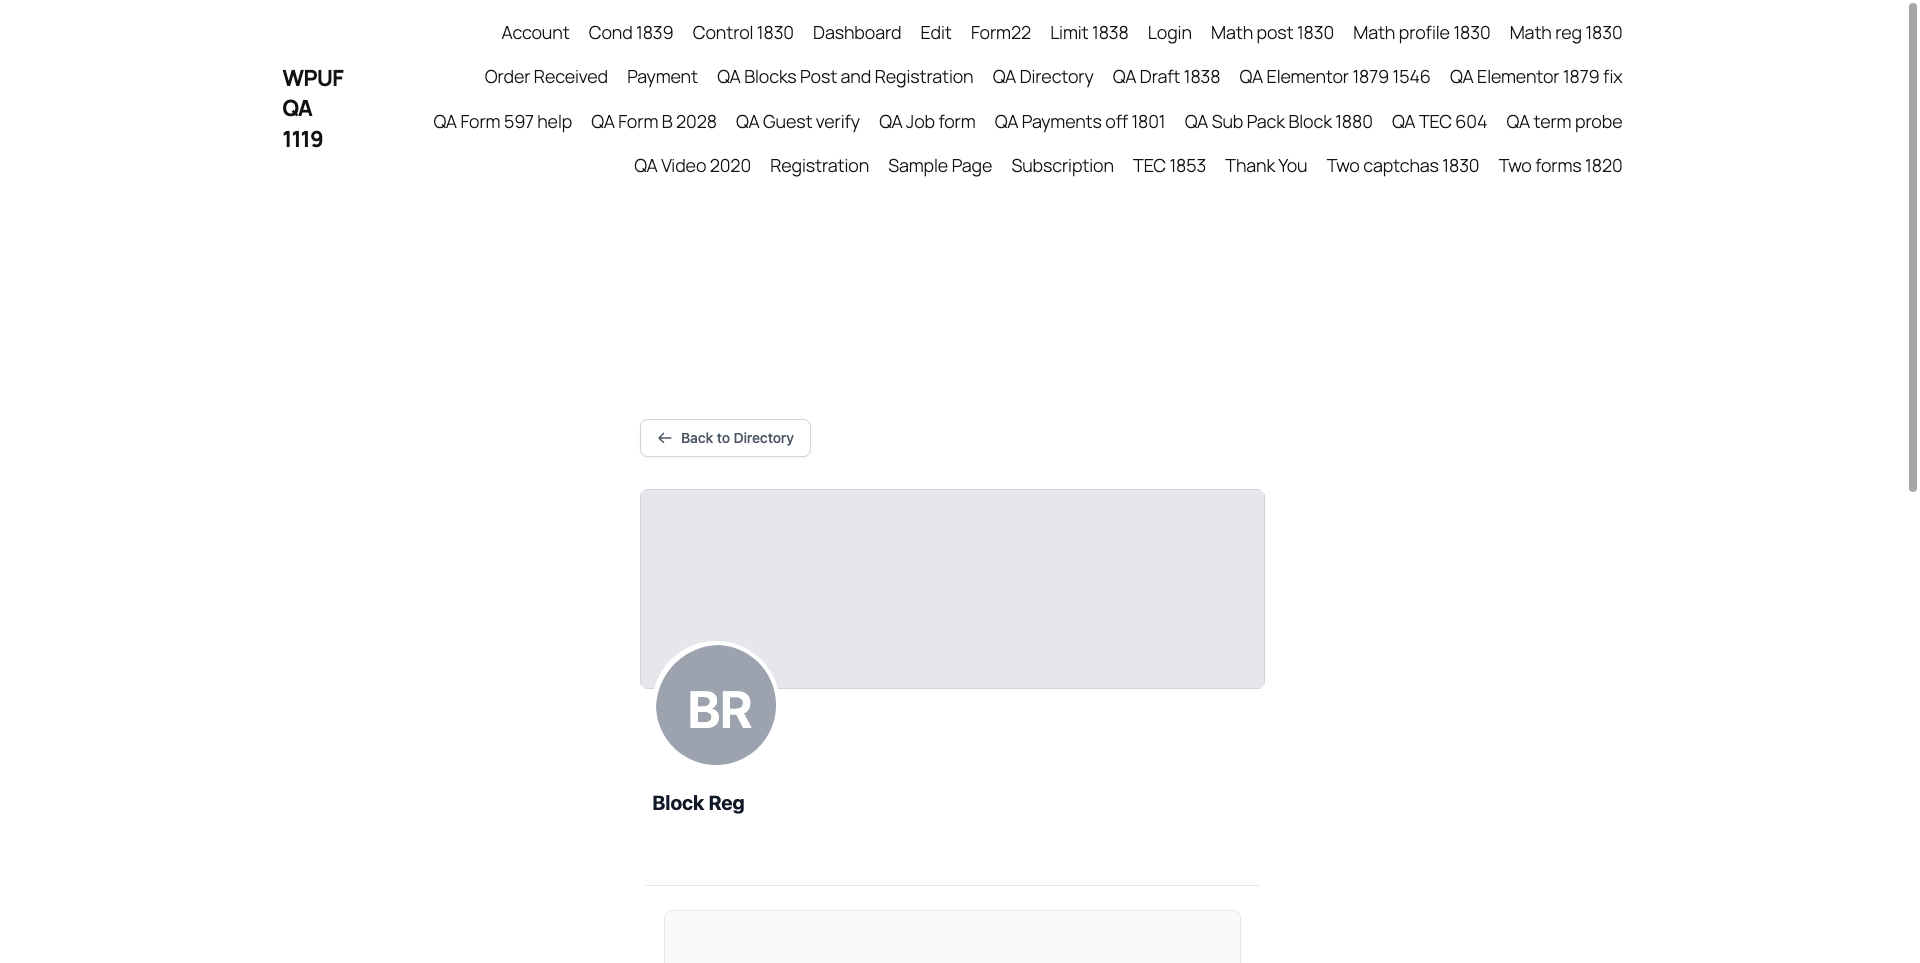 WPUF
QA
1119
Account Cond 1839 Control 1830 Dashboard Edit Form22 Limit 1838 Login Math post 1830 Math profile 1830 Math reg 1830
Order Received Payment QA Blocks Post and Registration QA Directory QA Draft 1838 QA Elementor 1879 1546 QA Elementor 1879 fix
QA Form 597 help QA Form B 2028 QA Guest verify QA Job form QA Payments off 1801 QA Sub Pack Block 1880 QA TEC 604 QA term probe
QA Video 2020 Registration Sample Page Subscription TEC 1853 Thank You Two captchas 1830 Two forms 1820
Back to Directory
BR
Block Reg